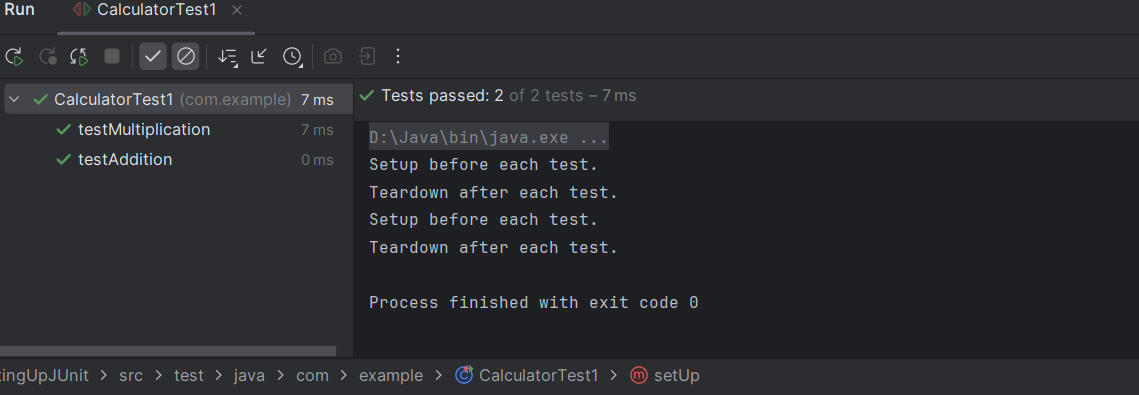 Run CalculatorTest1
CalculatorTest1 (com.example) 7 ms
testMultiplication 7 ms
testAddition 0 ms
Tests passed: 2 of 2 tests – 7 ms
D:\Java\bin\java.exe ...
Setup before each test.
Teardown after each test.
Setup before each test.
Teardown after each test.
Process finished with exit code 0
tingUpJUnit > src > test > java > com > example > CalculatorTest1 > setUp